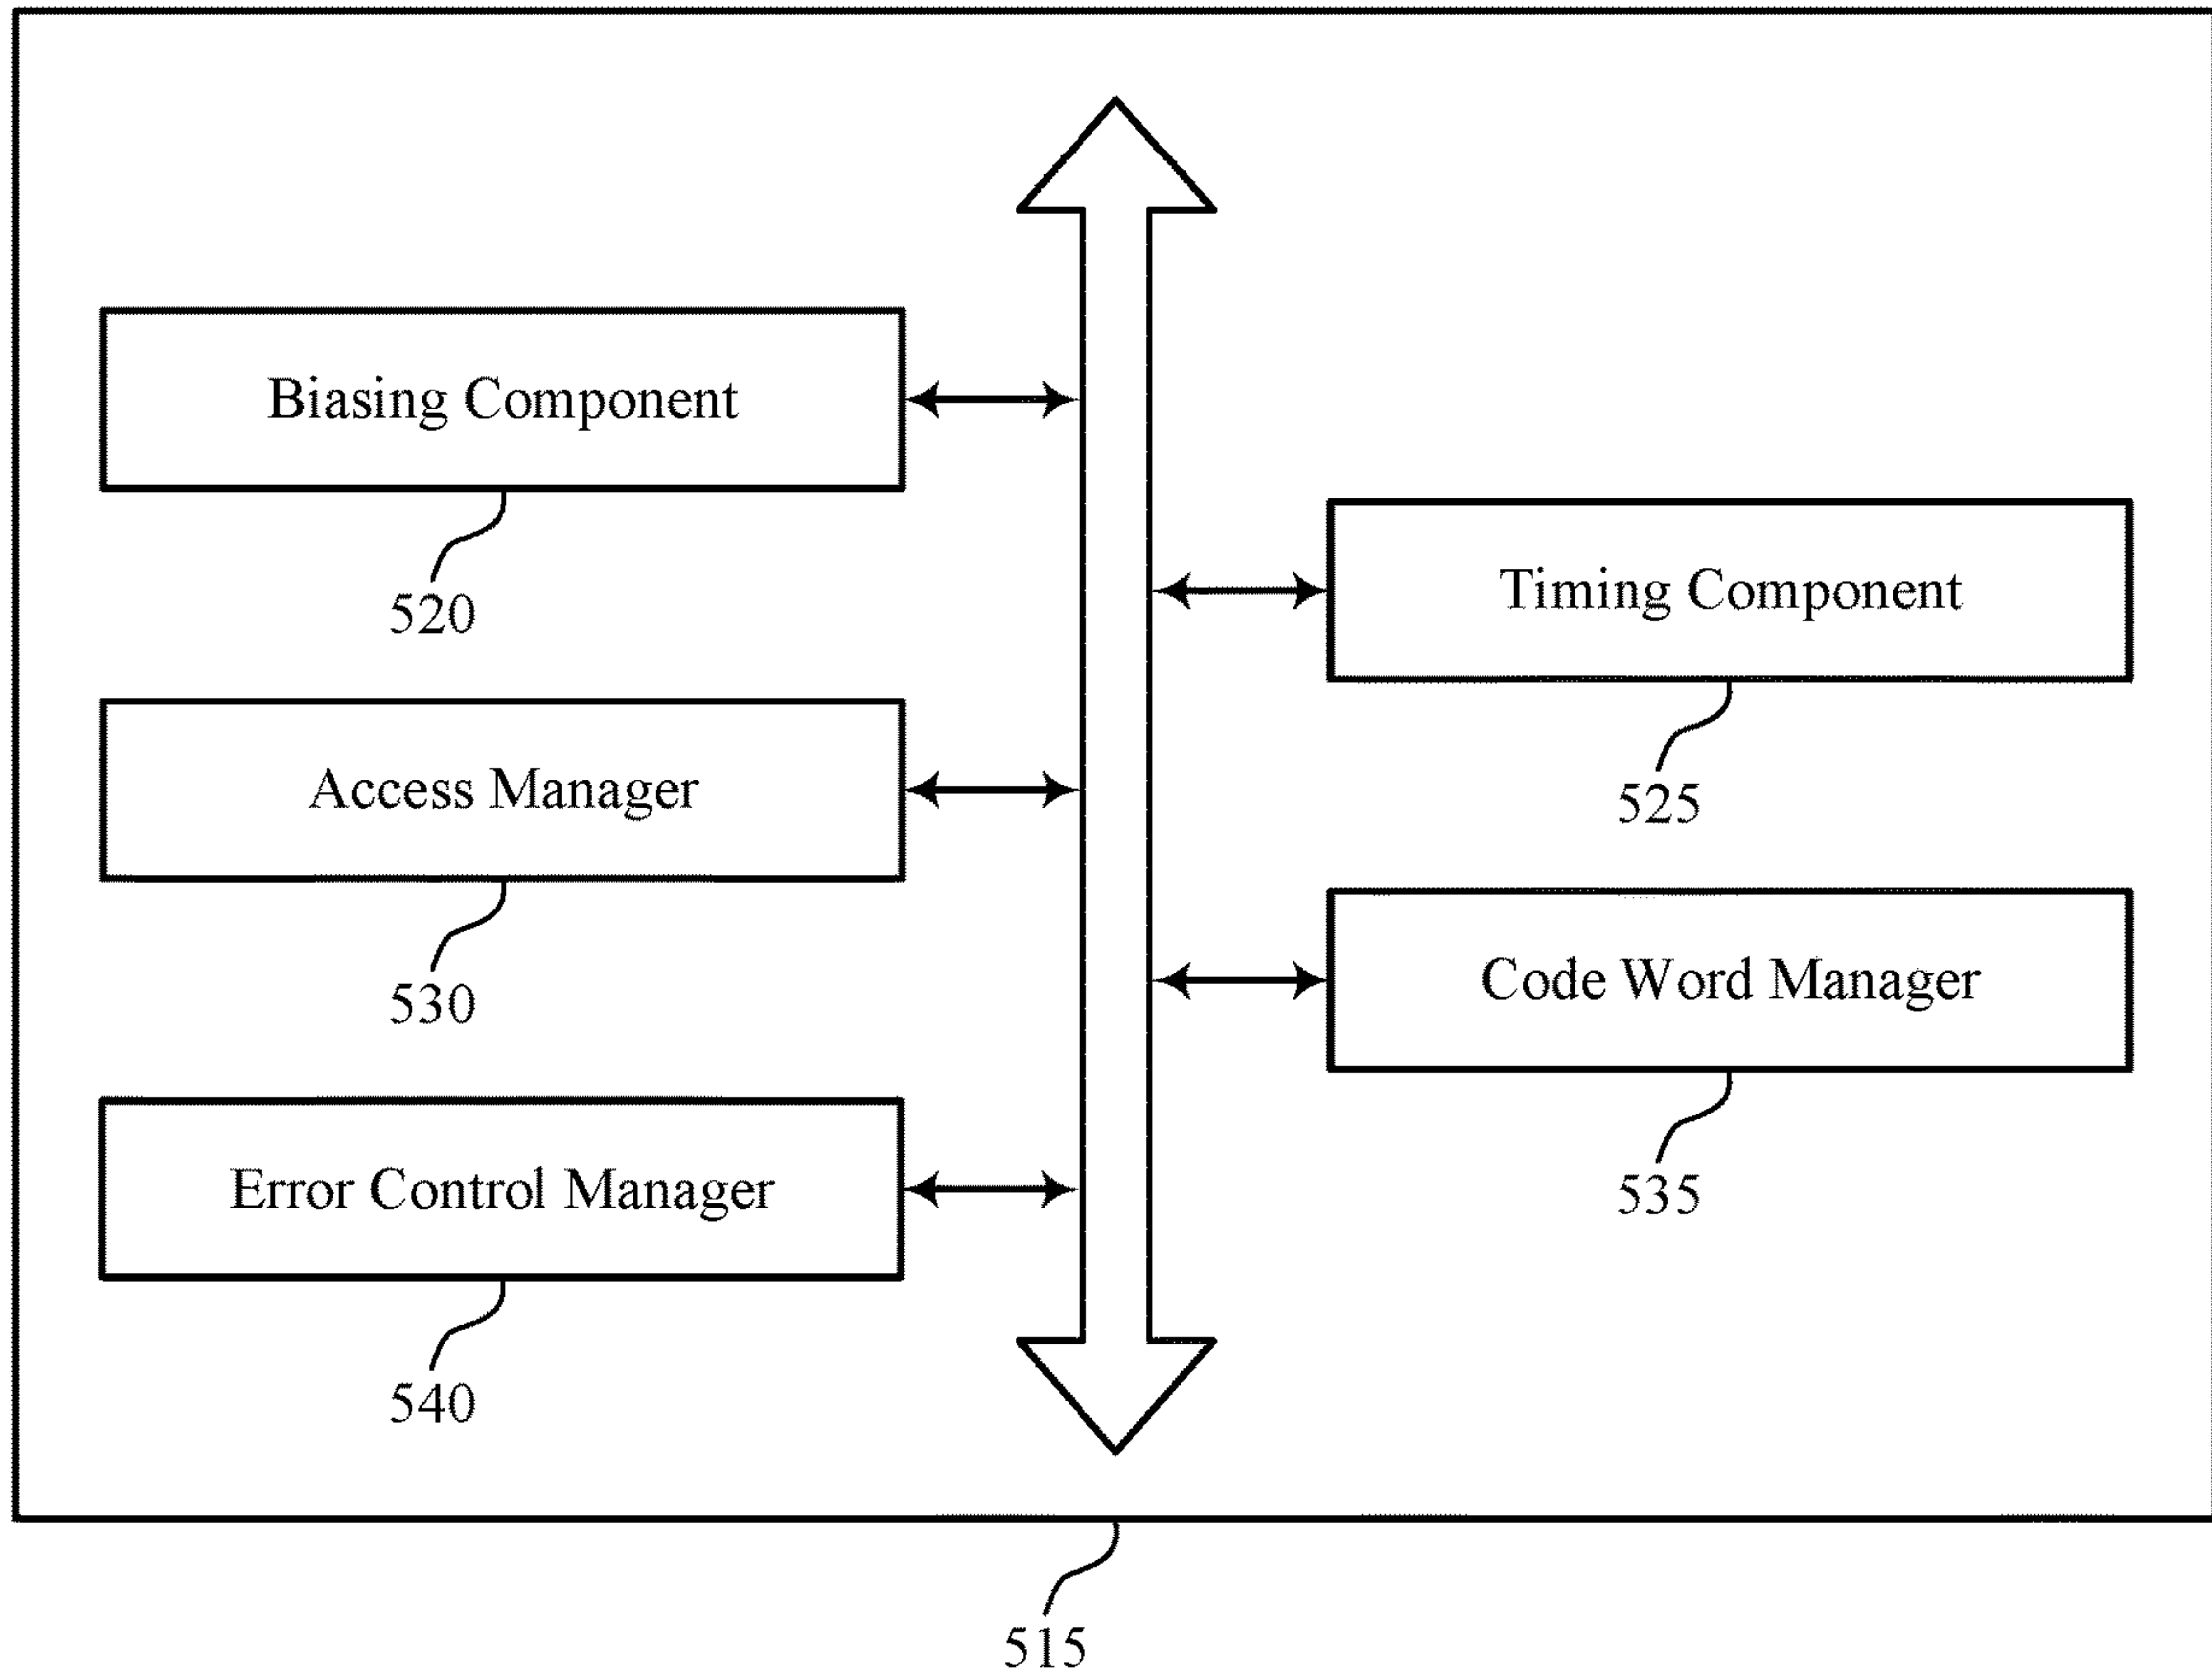 Biasing Component
520
Timing Component
525
Access Manager
530
Code Word Manager
535
Error Control Manager
540
515